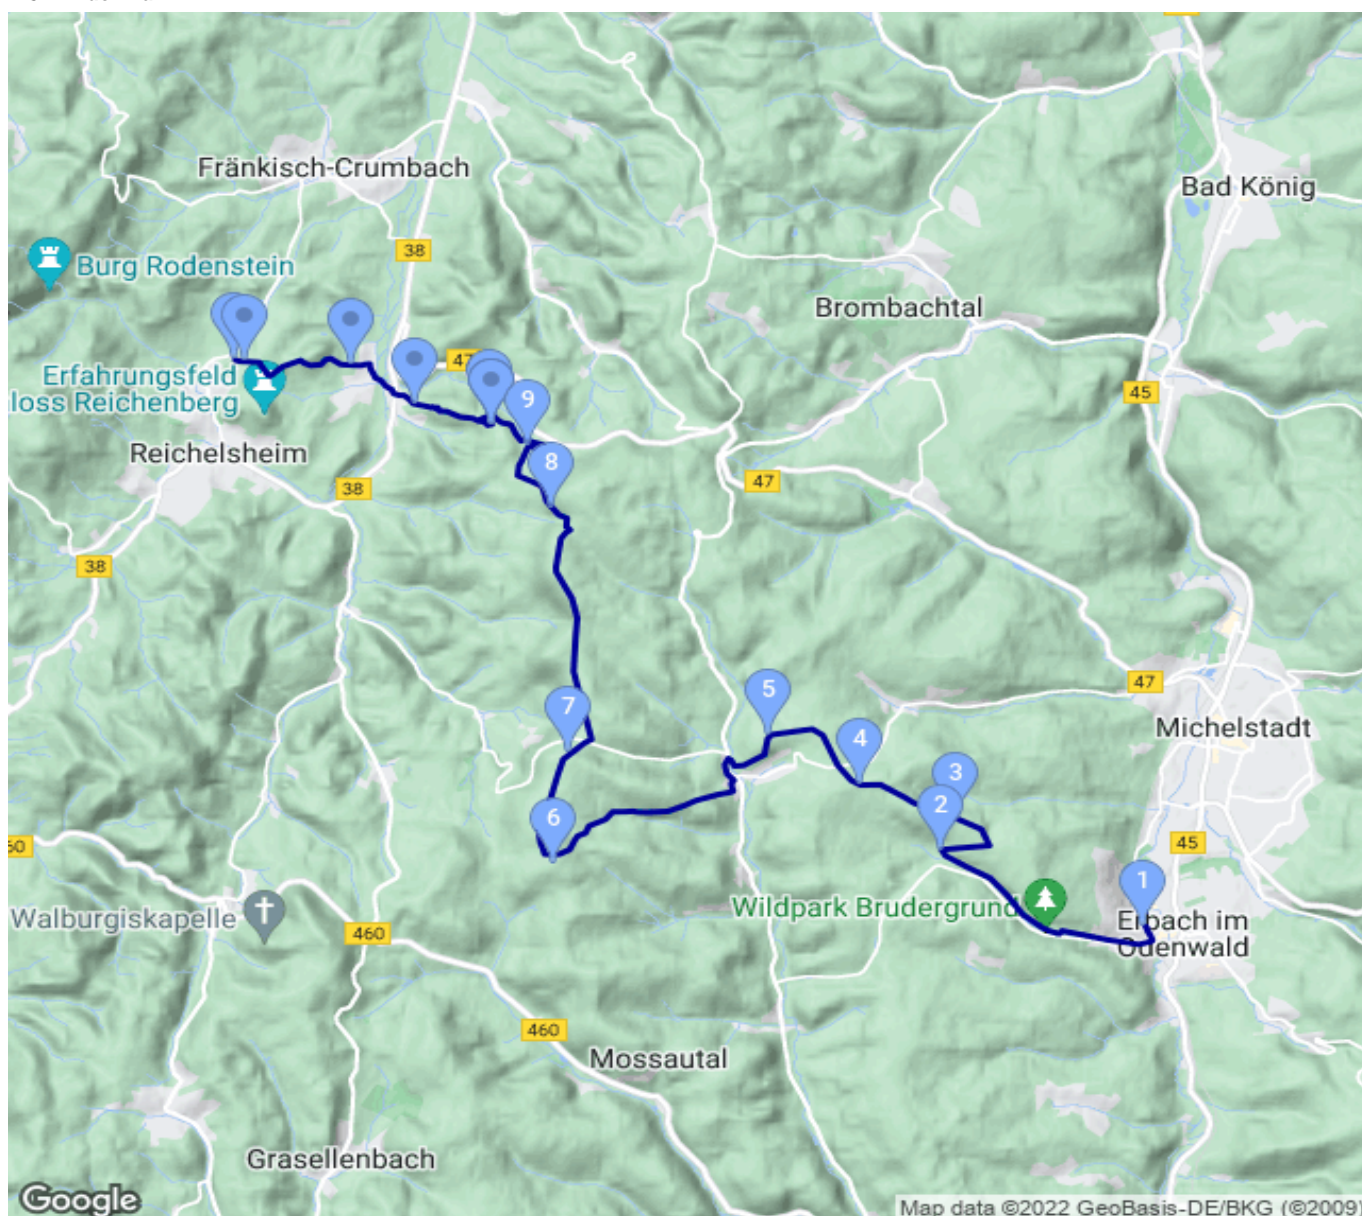 Fränkisch-Crumbach
Bad König
38
Burg Rodenstein
Brombachtal
47
Erfahrungsfeld
loss Reichenberg
45
9
Reichelsheim
8
47
38
38
47
5
7
Michelstadt
4
3
2
6
60
45
1
Wildpark Brudergrund
Walburgiskapelle
460
Erbach im
Odenwald
460
Mossautal
Grasellenbach
Google
Map data ©2022 GeoBasis-DE/BKG (©2009)